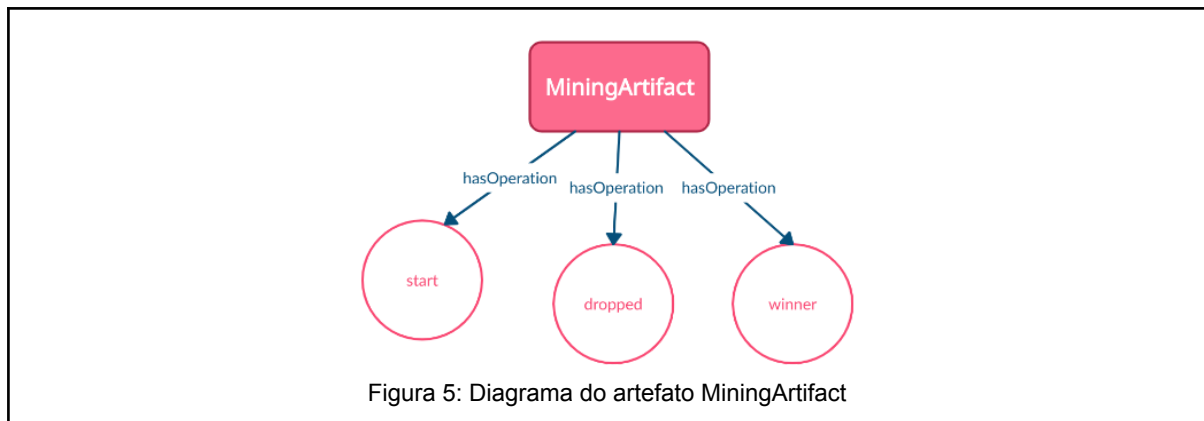 MiningArtifact
hasOperation
hasOperation
hasOperation
start
dropped
winner
Figura 5: Diagrama do artefato MiningArtifact